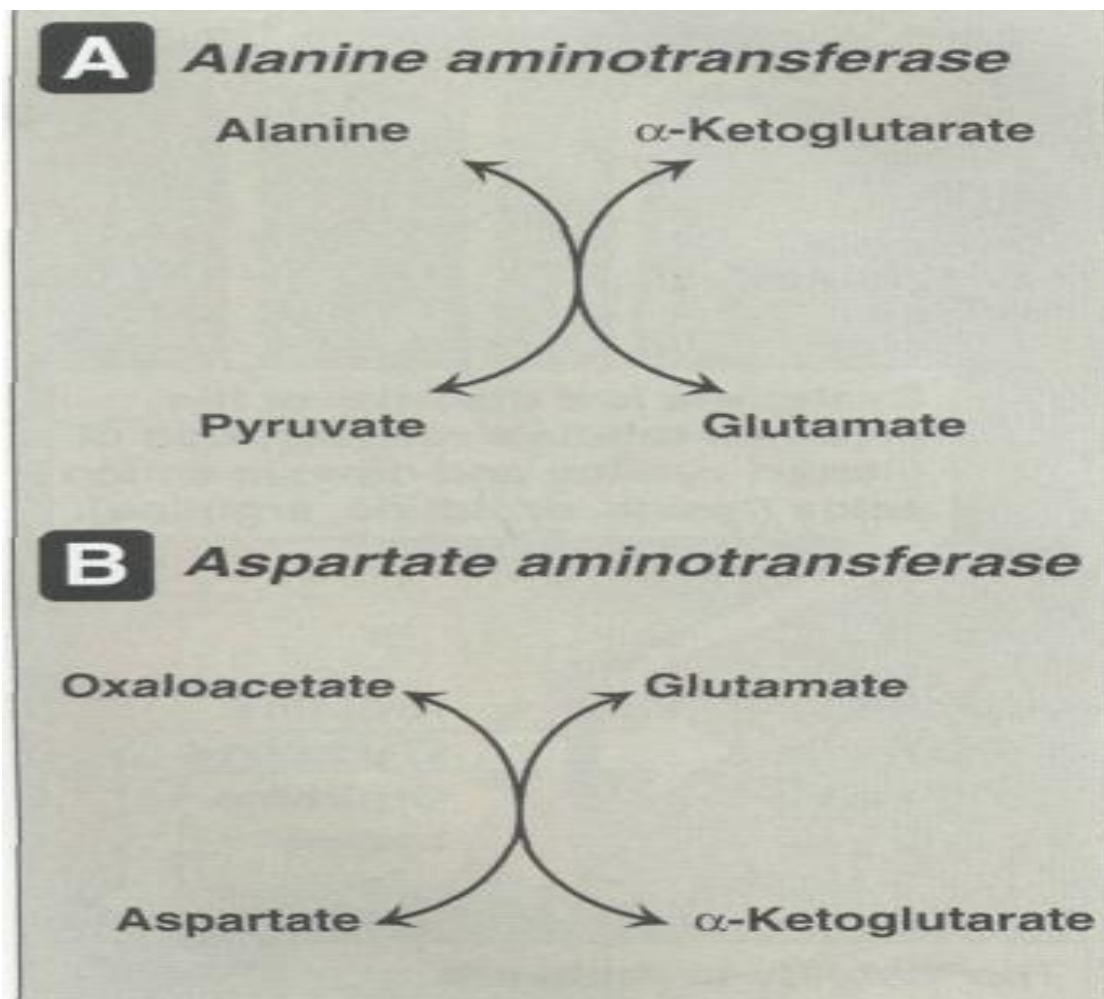 A Alanine aminotransferase
Alanine α-Ketoglutarate
Pyruvate Glutamate
B Aspartate aminotransferase
Oxaloacetate Glutamate
Aspartate α-Ketoglutarate